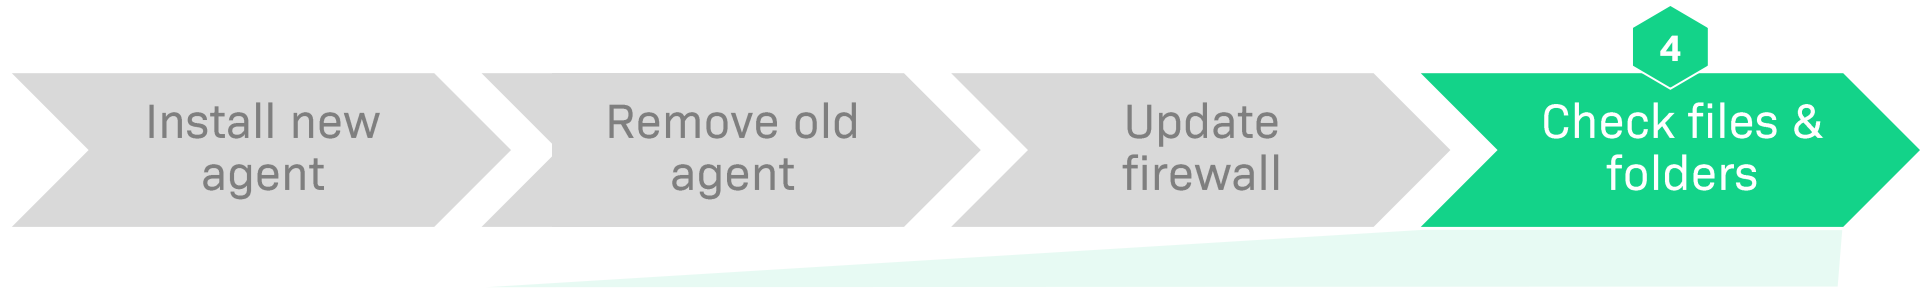 Install new
agent
Remove old
agent
Update
firewall
4
Check files &
folders